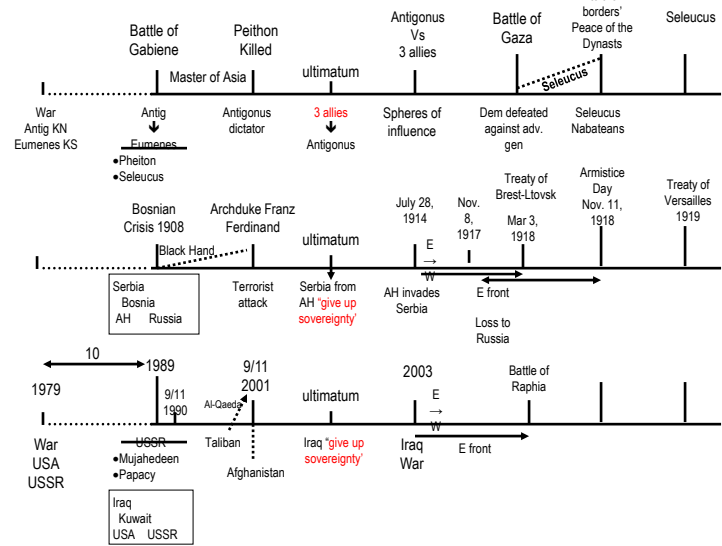 borders'
Peace of the
Dynasts
Seleucus
Battle of
Gabiene
Peithon
Killed
Antigonus
Vs
3 allies
Battle of
Gaza
Master of Asia
ultimatum
Seleucus
War
Antig KN
Eumenes KS
Antig
Eumenes
•Pheiton
•Seleucus
Antigonus
dictator
3 allies
Antigonus
Spheres of
influence
Dem defeated
against adv.
gen
Seleucus
Nabateans
Bosnian
Crisis 1908
Archduke Franz
Ferdinand
July 28,
1914
Nov.
8,
1917
Treaty of
Brest-Ltovsk
Mar 3,
1918
Armistice
Day
Nov. 11,
1918
Treaty of
Versailles
1919
Black Hand
ultimatum
E
→
W
Serbia
Bosnia
AH Russia
Terrorist
attack
Serbia from
AH "give up
sovereignty'
AH invades
Serbia
E front
Loss to
Russia
10
1979
1989
9/11
1990
Al-Qaeda
9/11
2001
ultimatum
2003
E
→
W
Battle of
Raphia
War
USA
USSR
USSR
•Mujahedeen
•Papacy
Taliban
Afghanistan
Iraq "give up
sovereignty'
Iraq
War
E front
Iraq
Kuwait
USA USSR